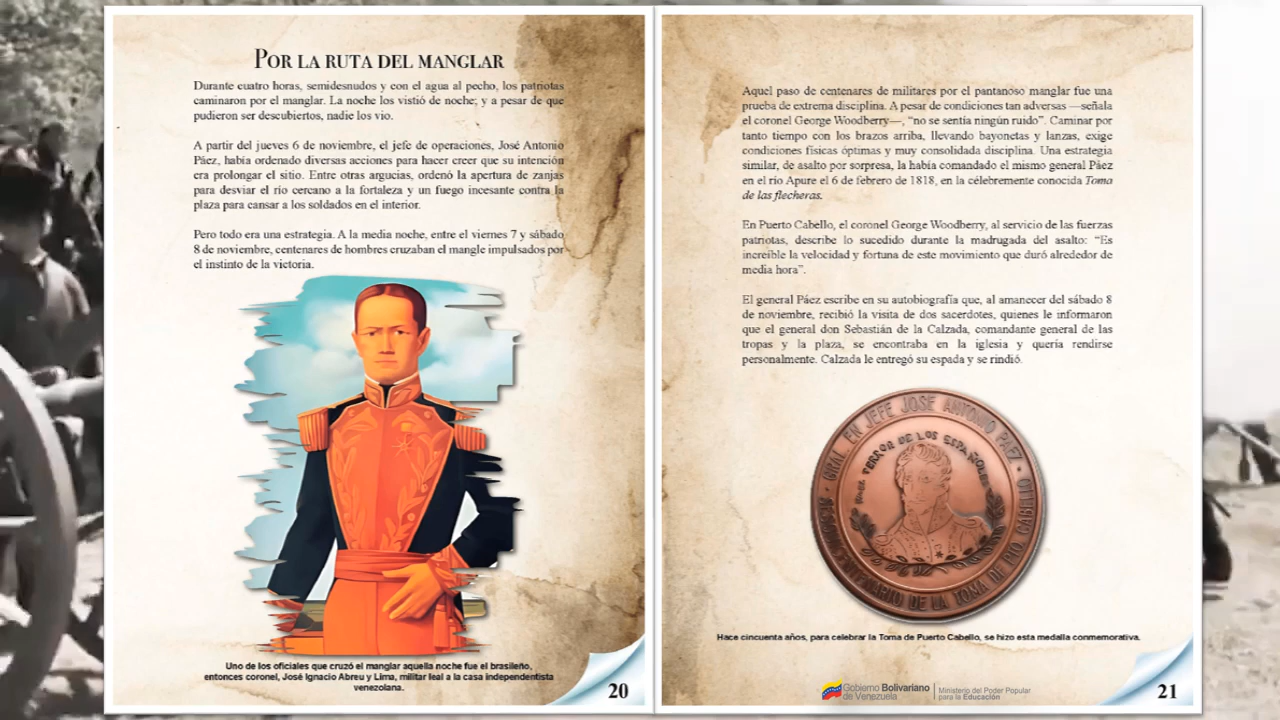 POR LA RUTA DEL MANGLAR
Durante cuatro horas, semidesnudos y con el agua al pecho, los patriotas
caminaron por el manglar. La noche los vistió de noche; y a pesar de que
pudieron ser descubiertos, nadie los vio.
A partir del jueves 6 de noviembre, el jefe de operaciones, José Antonio
Páez, había ordenado diversas acciones para hacer creer que su intención
era prolongar el sitio. Entre otras argucias, ordenó la apertura de zanjas
para desviar el río cercano a la fortaleza y un fuego incesante contra la
plaza para cansar a los soldados en el interior.
Pero todo era una estrategia. A la media noche, entre el viernes 7 y sábado
8 de noviembre, centenares de hombres cruzaban el mangle impulsados por
el instinto de la victoria.
Uno de los oficiales que cruzó el manglar aquella noche fue el brasileño,
entonces coronel, José Ignacio Abreu y Lima, militar leal a la casa independentista
venezolana.
20
Aquel paso de centenares de militares por el pantanoso manglar fue una
prueba de extrema disciplina. A pesar de condiciones tan adversas —señala
el coronel George Woodberry—, “no se sentía ningún ruido”. Caminar por
tanto tiempo con los brazos arriba, llevando bayonetas y lanzas, exige
condiciones físicas óptimas y muy consolidada disciplina. Una estrategia
similar, de asalto por sorpresa, la había comandado el mismo general Páez
en el río Apure el 6 de febrero de 1818, en la célebremente conocida Toma
de las flecheras.
En Puerto Cabello, el coronel George Woodberry, al servicio de las fuerzas
patriotas, describe lo sucedido durante la madrugada del asalto: “Es
increíble la velocidad y fortuna de este movimiento que duró alrededor de
media hora”.
El general Páez escribe en su autobiografía que, al amanecer del sábado 8
de noviembre, recibió la visita de dos sacerdotes, quienes le informaron
que el general don Sebastián de la Calzada, comandante general de las
tropas y la plaza, se encontraba en la iglesia y quería rendirse
personalmente. Calzada le entregó su espada y se rindió.
GRAL. EN JEFE JOSE ANTONIO PAEZ
TERROR DE LOS ESPAÑOLES
SESQUICENTENARIO DE LA TOMA DE PTO CABELLO
Hace cincuenta años, para celebrar la Toma de Puerto Cabello, se hizo esta medalla conmemorativa.
Gobierno Bolivariano
de Venezuela
Ministerio del Poder Popular
para la Educación
21